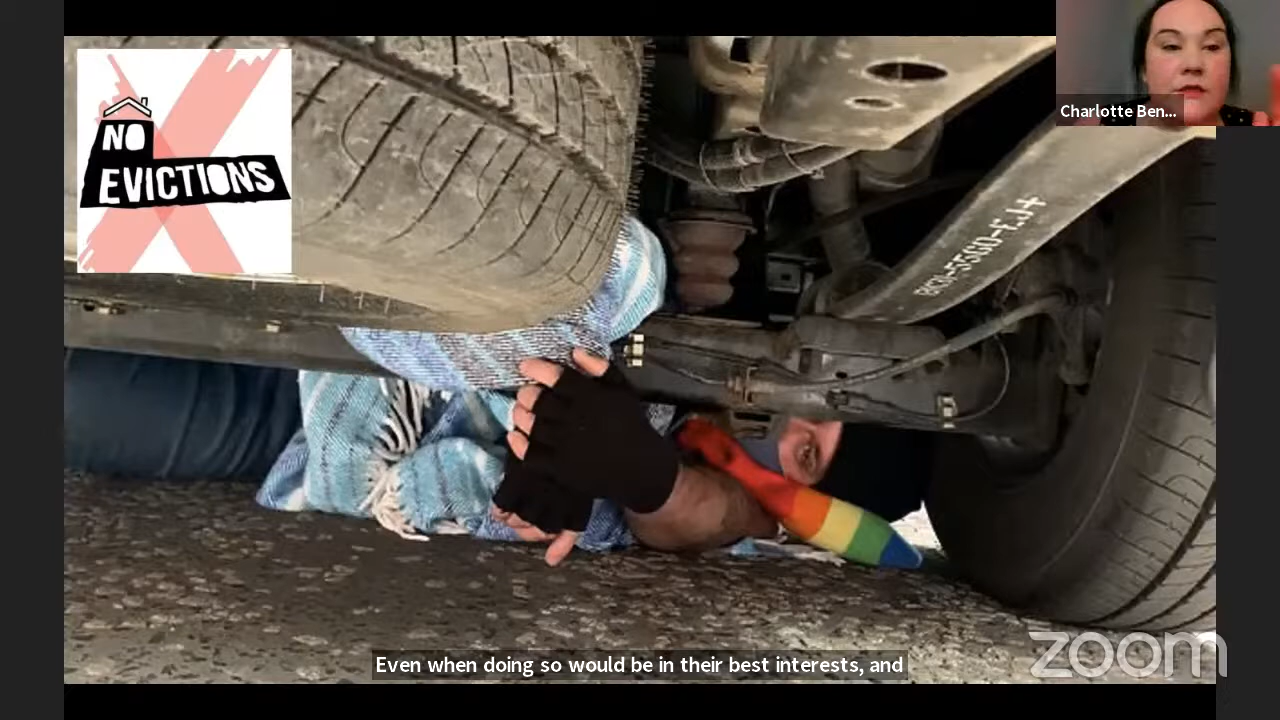 NO
EVICTIONS
Charlotte Ben...
Even when doing so would be in their best interests, and
zoom